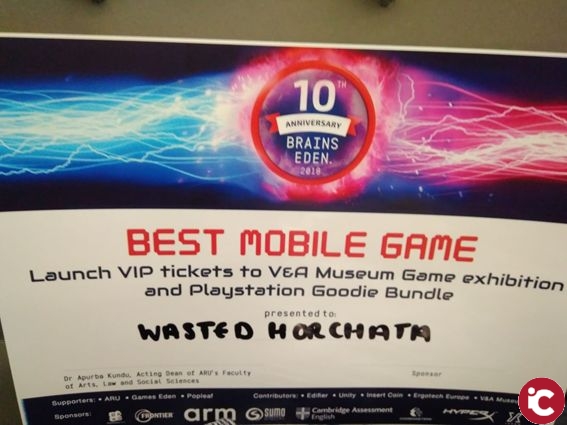 10TH
ANNIVERSARY
BRAINS
EDEN.
2018
BEST MOBILE GAME
Launch VIP tickets to V&A Museum Game exhibition
and Playstation Goodie Bundle
presented to:
WASTED HORCHATA
Dr Apurba Kundu, Acting Dean of ARU's Faculty
of Arts, Law and Social Sciences
Sponsor
Supporters: • ARU • Games Eden • Popleaf
Contributors: • Edifier • Unity • Insert Coin • Ergotech Europe • V&A Museu
Sponsors:
FRONTIER
arm
SUMO
Cambridge Assessment
English
HYPERX
iC